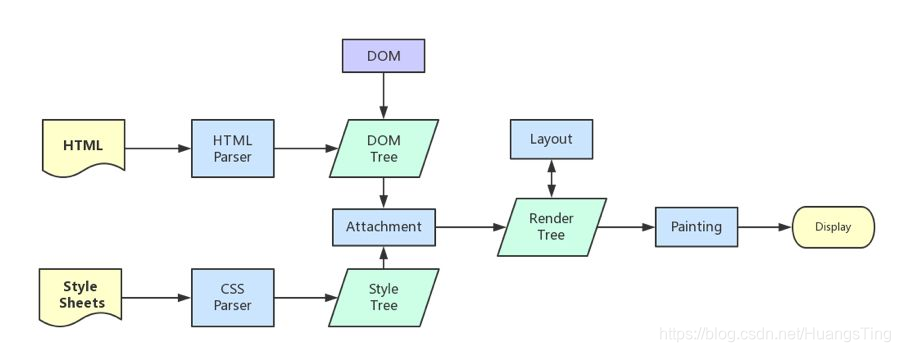 DOM
HTML
HTML
Parser
DOM
Tree
Layout
Attachment
Render
Tree
Painting
Display
Style
Sheets
CSS
Parser
Style
Tree
https://blog.csdn.net/HuangsTing